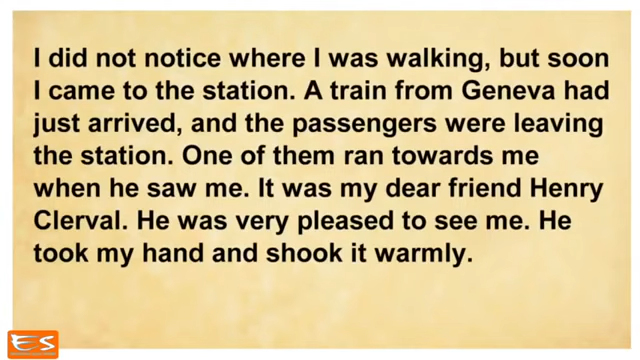 I did not notice where I was walking, but soon
I came to the station. A train from Geneva had
just arrived, and the passengers were leaving
the station. One of them ran towards me
when he saw me. It was my dear friend Henry
Clerval. He was very pleased to see me. He
took my hand and shook it warmly.
ES